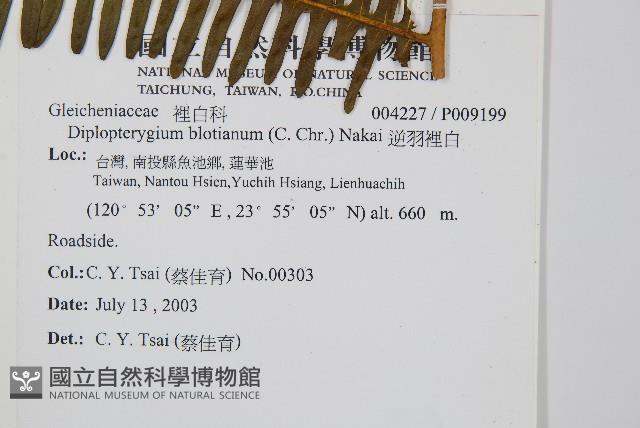 國立自然科學博物館
NATIONAL MUSEUM OF NATURAL SCIENCE
TAICHUNG, TAIWAN, R.O.CHINA
Gleicheniaceae 裡白科 004227 / P009199
Diplopterygium blotianum (C. Chr.) Nakai 逆羽裡白
Loc.: 台灣, 南投縣魚池鄉, 蓮華池
Taiwan, Nantou Hsien,Yuchih Hsiang, Lienhuachih
(120° 53' 05" E , 23° 55' 05" N) alt. 660 m.
Roadside.
Col.: C. Y. Tsai (蔡佳育) No.00303
Date: July 13 , 2003
Det.: C. Y. Tsai (蔡佳育)
國立自然科學博物館
NATIONAL MUSEUM OF NATURAL SCIENCE